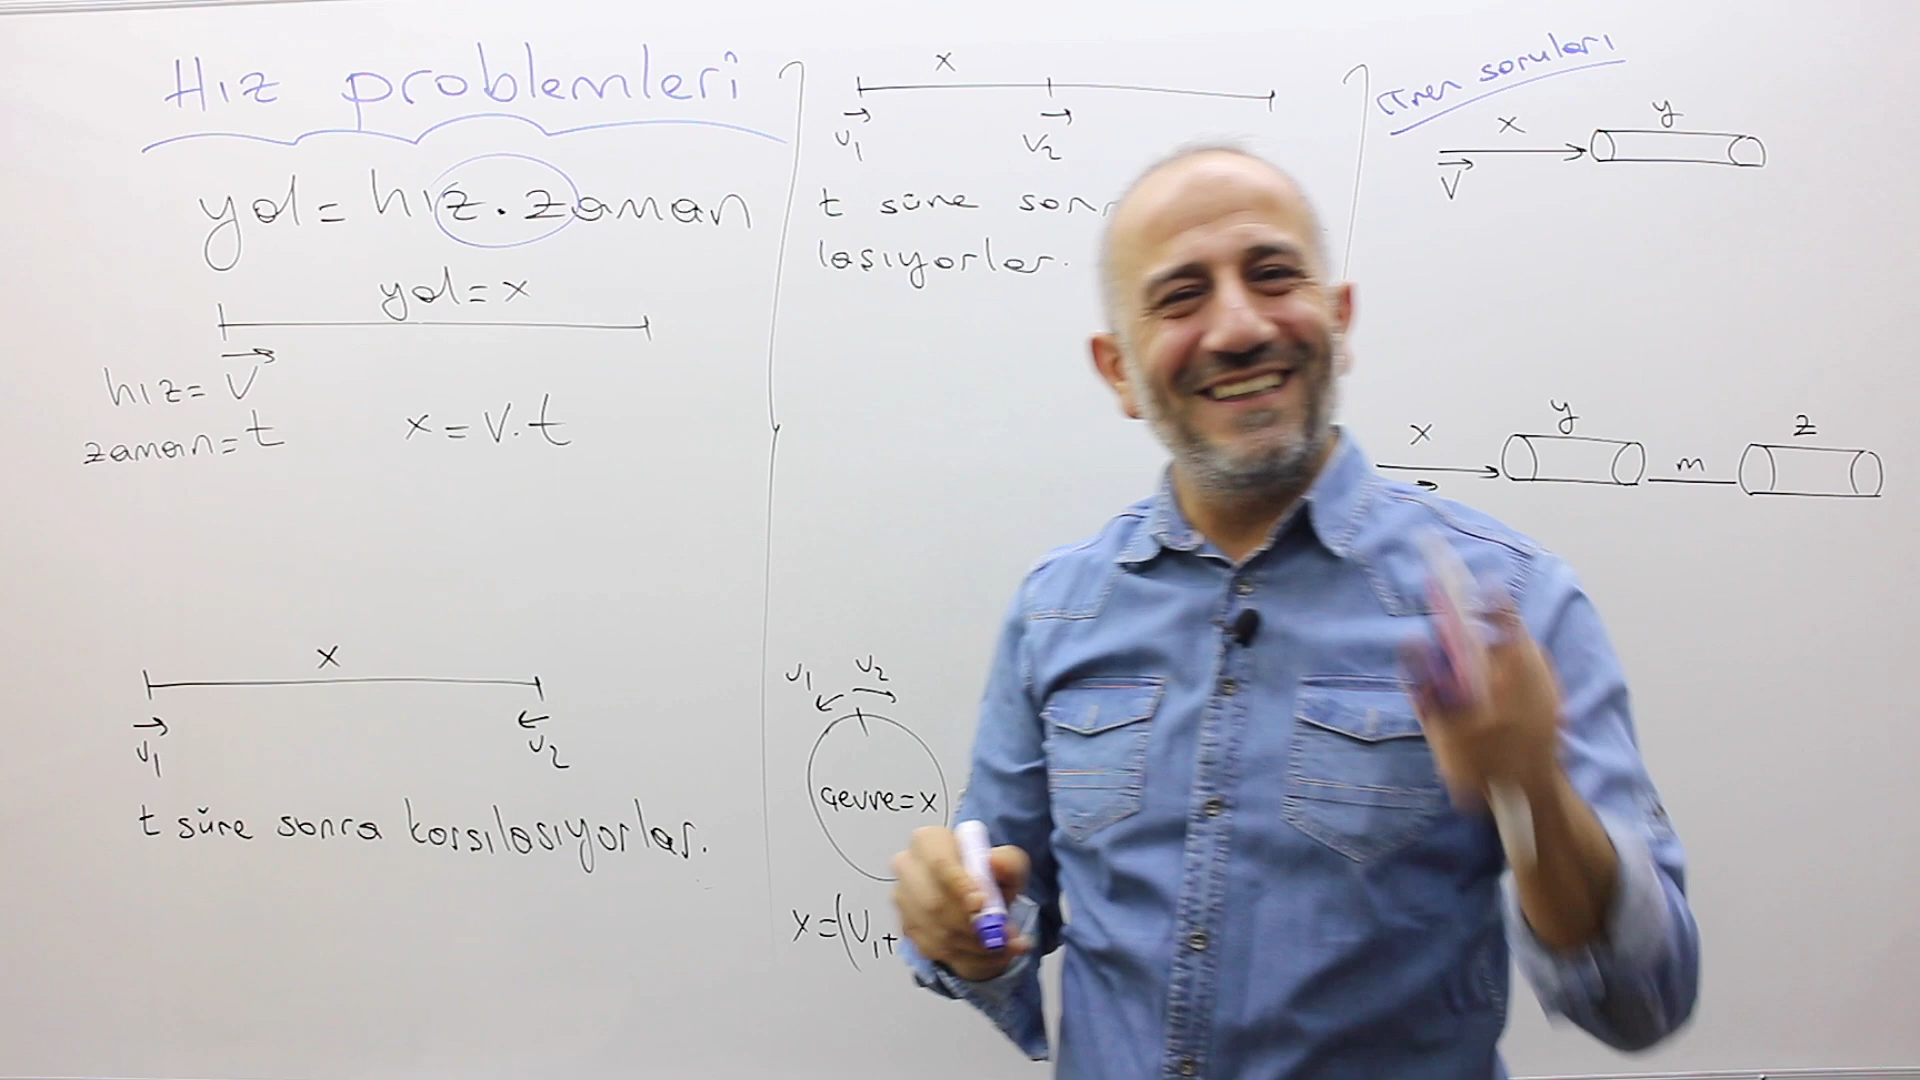 Hız problemleri
yol = hız . zaman
yol = x
hız = V
zaman = t
x = V.t
x
V₁
V₂
t süre sonra karşılaşıyorlar.
x
V₁
V₂
t süre
laşıyorlar.
V₁
V₂
Çevre = x
x = (V₁+
Tren soruları
x
y
V
x
y
m
z